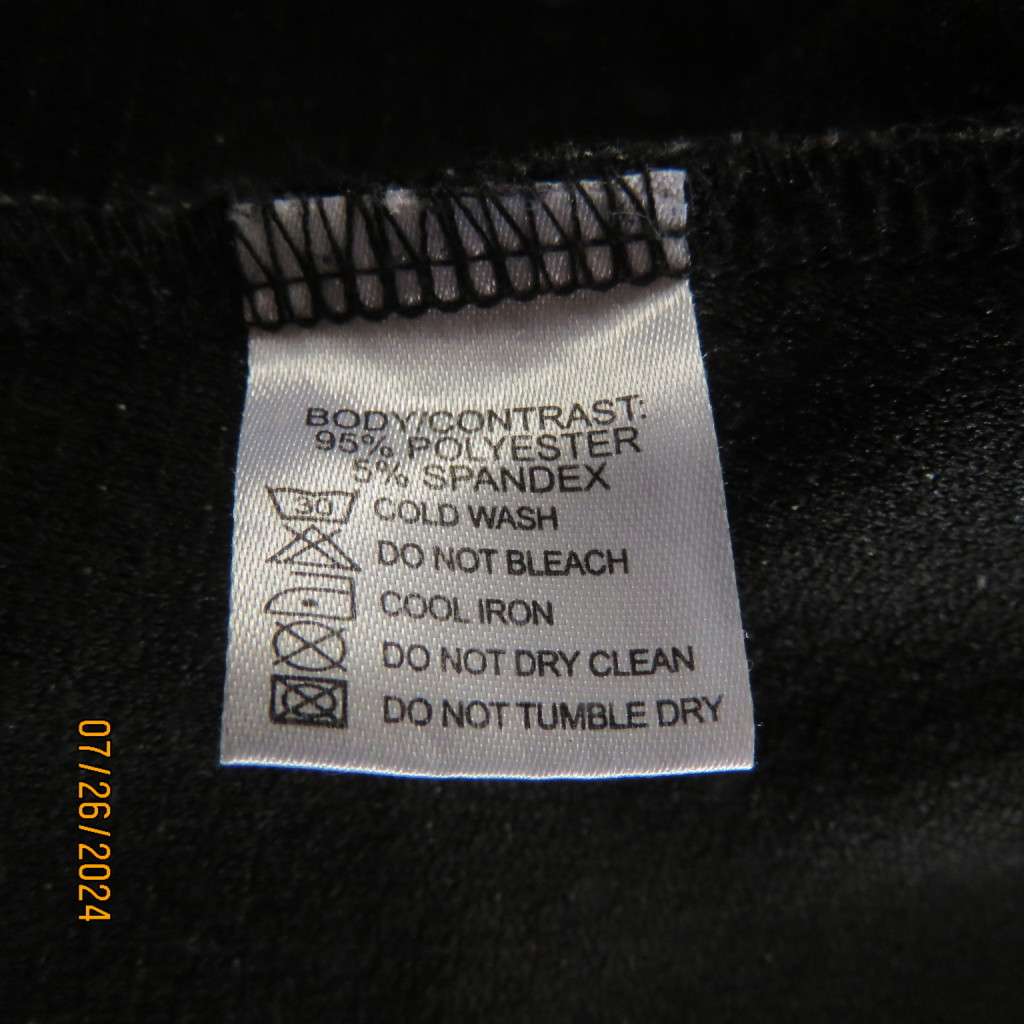 BODY/CONTRAST:
95% POLYESTER
5% SPANDEX
30 COLD WASH
DO NOT BLEACH
COOL IRON
DO NOT DRY CLEAN
DO NOT TUMBLE DRY
07/26/2024